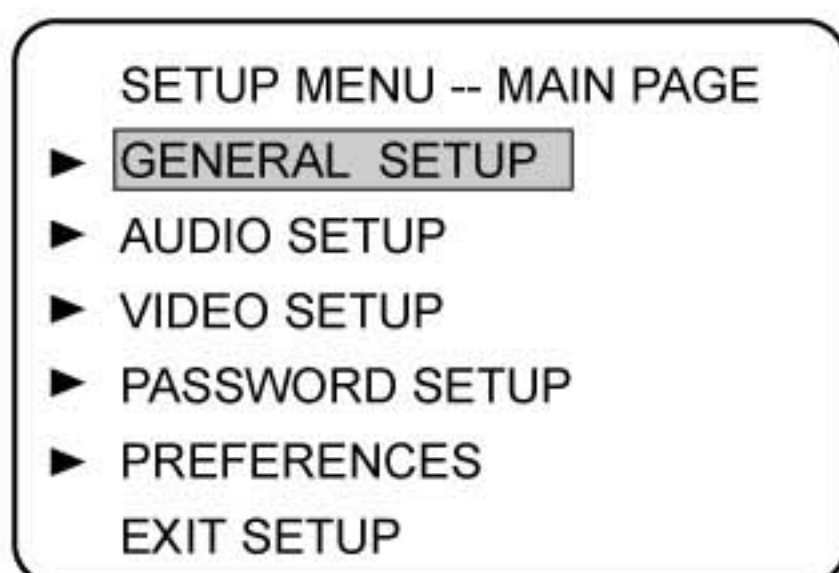 SETUP MENU -- MAIN PAGE
GENERAL SETUP
AUDIO SETUP
VIDEO SETUP
PASSWORD SETUP
PREFERENCES
EXIT SETUP